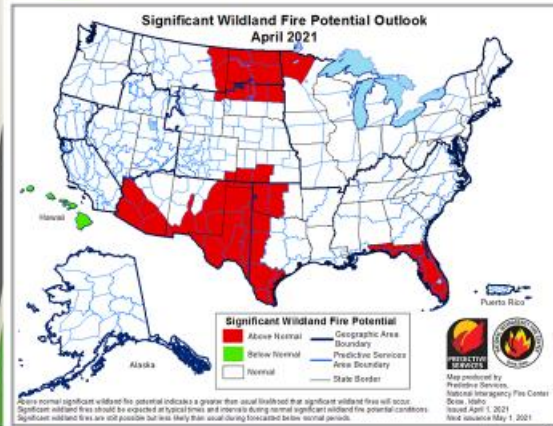 Significant Wildland Fire Potential Outlook
April 2021
Hawaii
Alaska
Puerto Rico
Significant Wildland Fire Potential
Above Normal
Below Normal
Normal
Geographic Area
Boundary
Predictive Services
Area Boundary
State Border
PREDICTIVE
SERVICES
Map produced by
Predictive Services,
National Interagency Fire Center
Boise, Idaho
Issued April 1, 2021
Next issuance May 1, 2021
Above normal significant wildland fire potential indicates a greater than usual likelihood that significant wildland fires will occur.
Significant wildland fires should be expected at typical times and intervals during normal significant wildland fire potential conditions.
Significant wildland fires are still possible but less likely than usual during forecasted below normal periods.